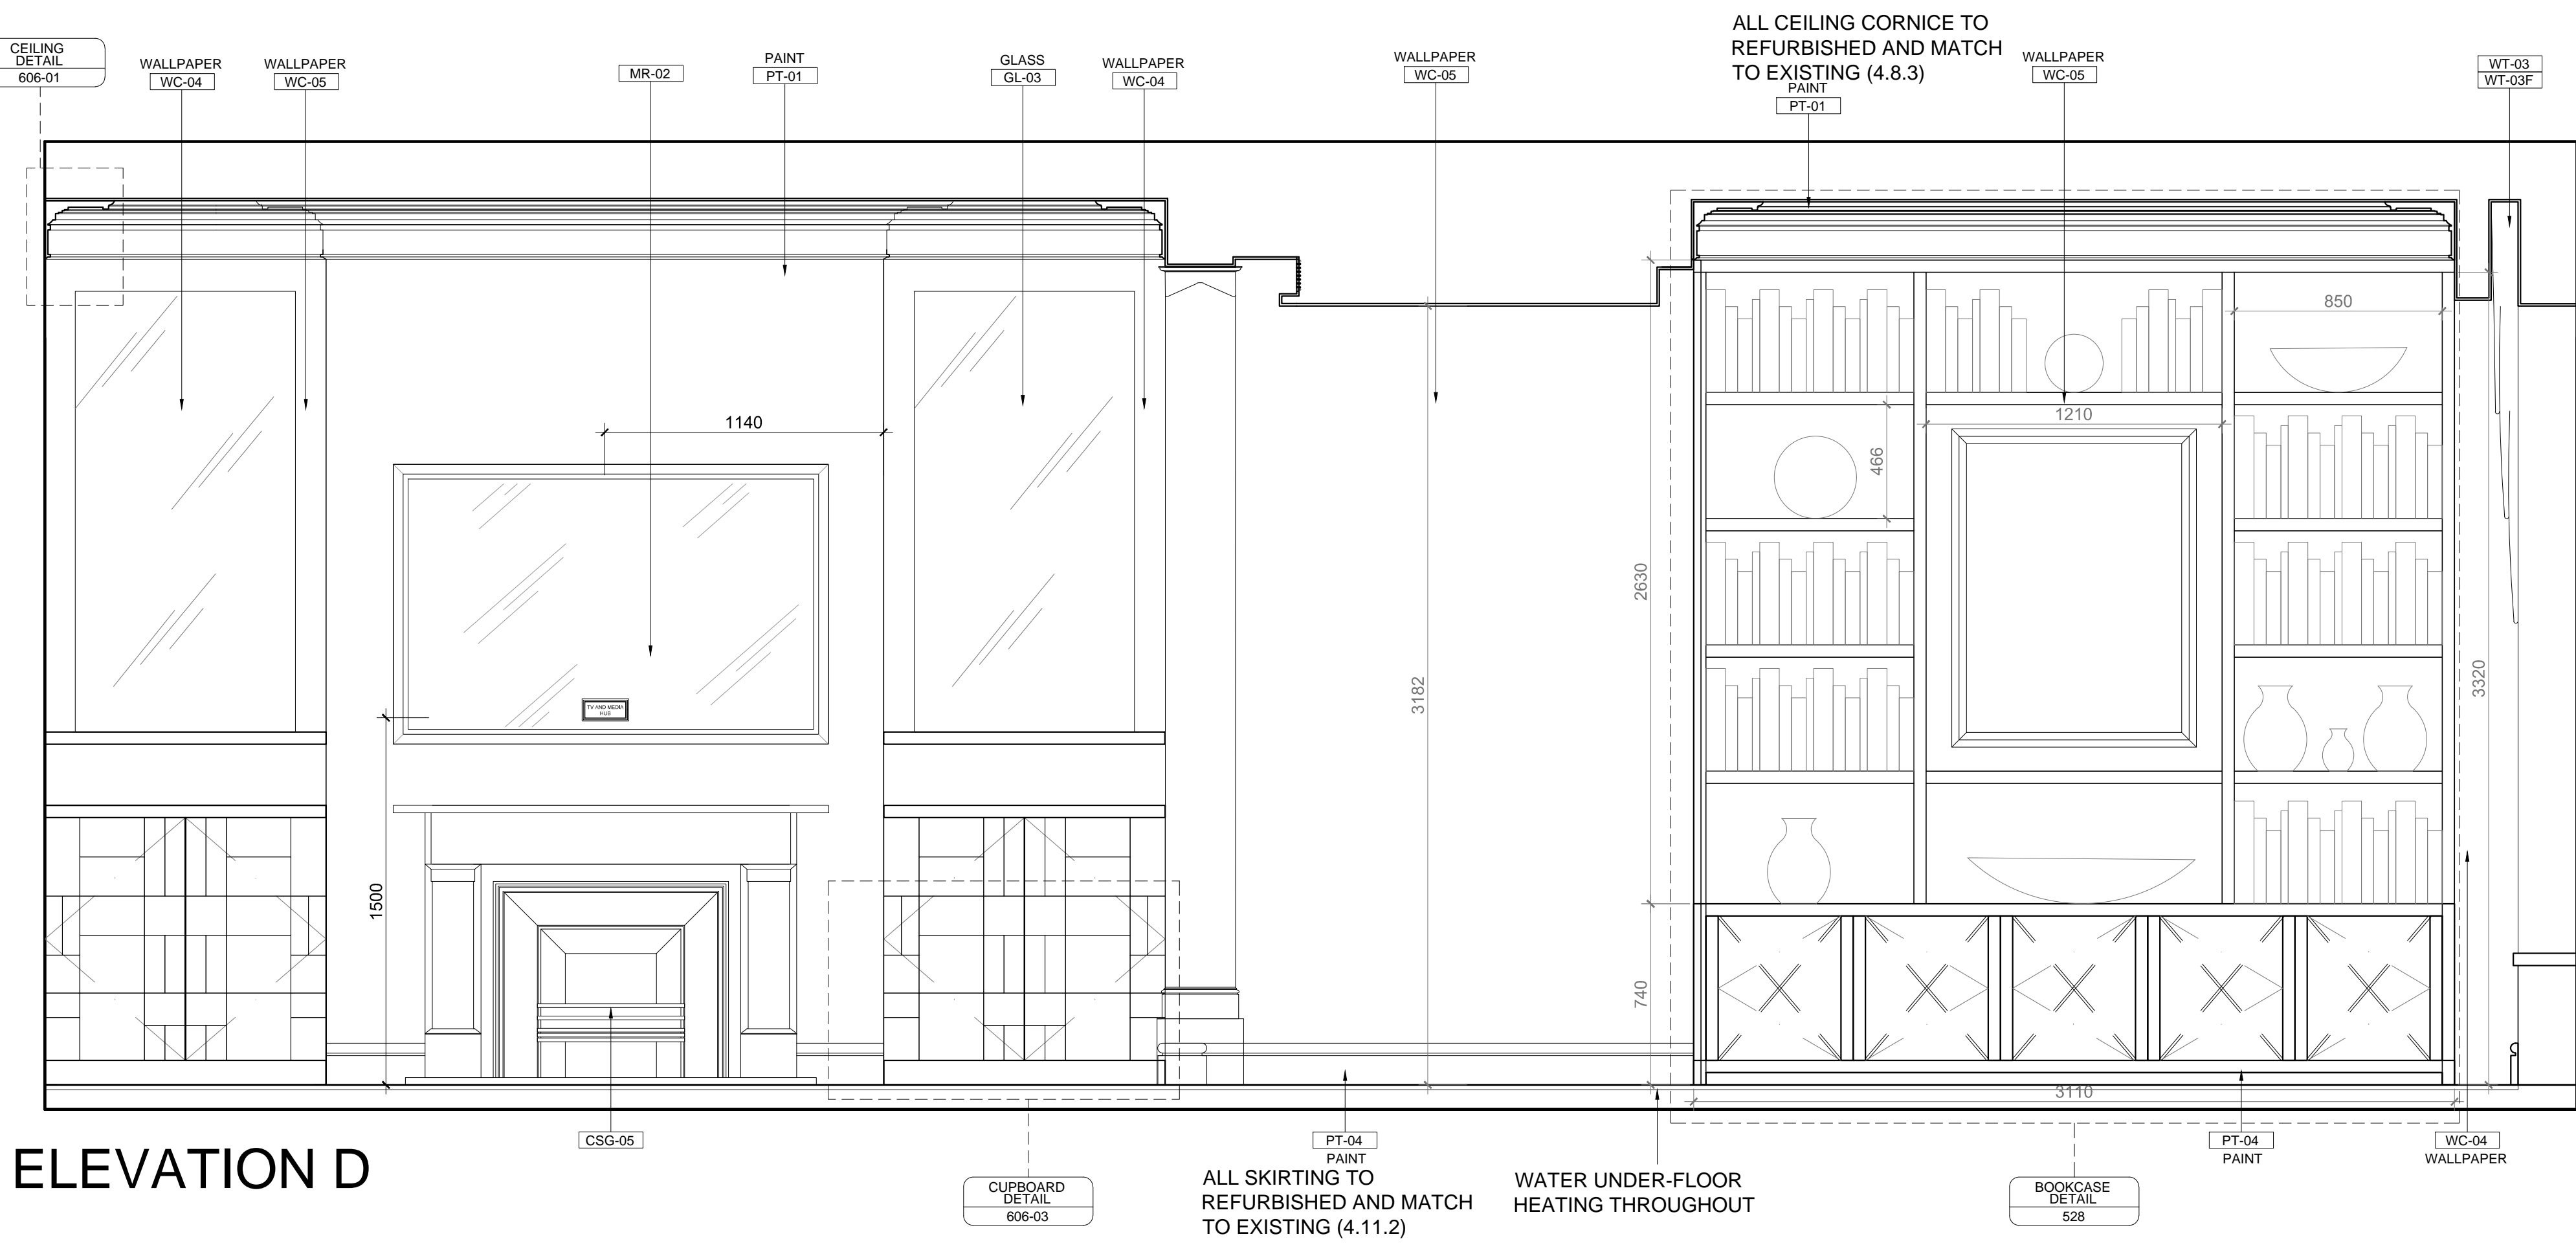 ALL CEILING CORNICE TO
REFURBISHED AND MATCH
TO EXISTING (4.8.3)
CEILING
DETAIL
606-01
WALLPAPER
WC-04
WALLPAPER
WC-05
MR-02
PAINT
PT-01
GLASS
GL-03
WALLPAPER
WC-04
WALLPAPER
WC-05
PAINT
PT-01
WALLPAPER
WC-05
WT-03
WT-03F
850
1140
1210
466
2630
3182
3320
TV AND MEDIA
HUB
1500
740
3110
CSG-05
PT-04
PAINT
PT-04
PAINT
WC-04
WALLPAPER
ELEVATION D
CUPBOARD
DETAIL
606-03
ALL SKIRTING TO
REFURBISHED AND MATCH
TO EXISTING (4.11.2)
WATER UNDER-FLOOR
HEATING THROUGHOUT
BOOKCASE
DETAIL
528